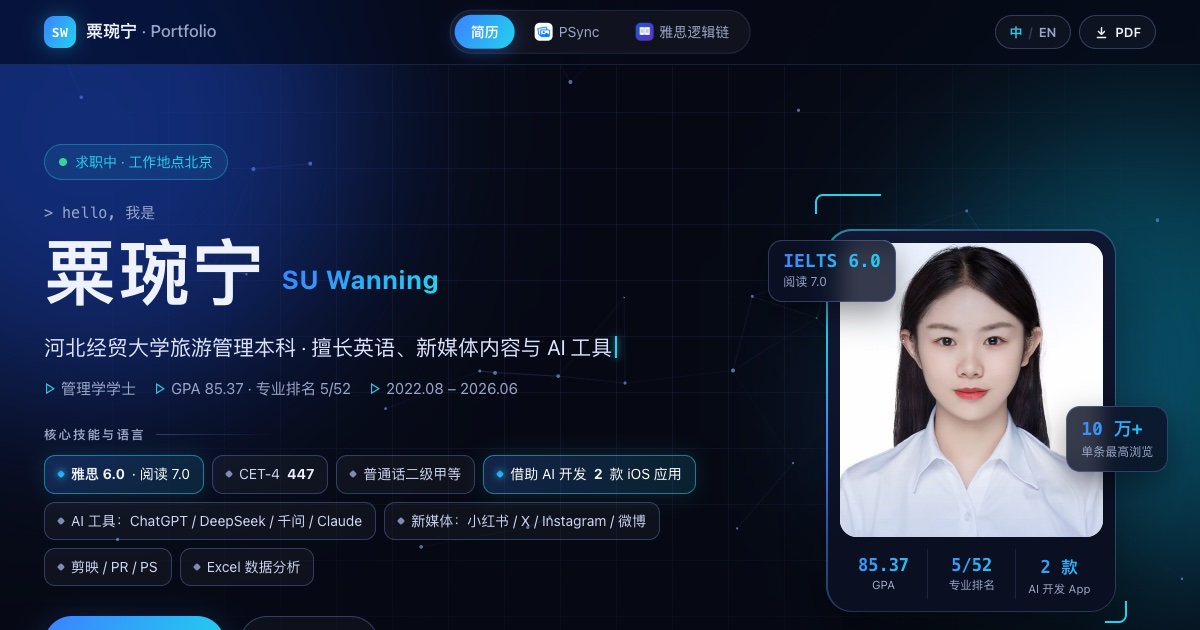 SW 粟琬宁 · Portfolio 简历 PSync 雅思逻辑链 中 / EN PDF
求职中 · 工作地点北京
> hello, 我是
粟琬宁 SU Wanning
河北经贸大学旅游管理本科 · 擅长英语、新媒体内容与 AI 工具
管理学学士 GPA 85.37 · 专业排名 5/52 2022.08 – 2026.06
核心技能与语言
雅思 6.0 · 阅读 7.0 CET-4 447 普通话二级甲等 借助 AI 开发 2 款 iOS 应用
AI 工具：ChatGPT / DeepSeek / 千问 / Claude 新媒体：小红书 / X / Instagram / 微博
剪映 / PR / PS Excel 数据分析
IELTS 6.0
阅读 7.0
10 万+
单条最高浏览
85.37 5/52 2 款
GPA 专业排名 AI 开发 App